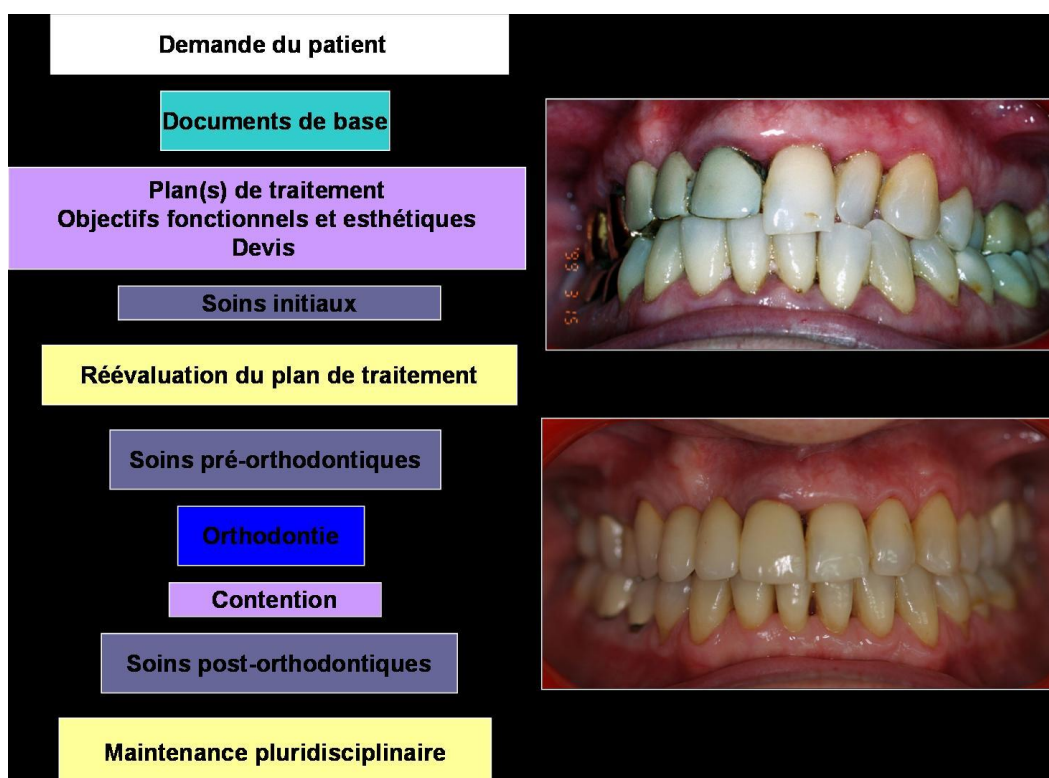 Demande du patient
Documents de base
Plan(s) de traitement
Objectifs fonctionnels et esthétiques
Devis
Soins initiaux
Réévaluation du plan de traitement
Soins pré-orthodontiques
Orthodontie
Contention
Soins post-orthodontiques
Maintenance pluridisciplinaire